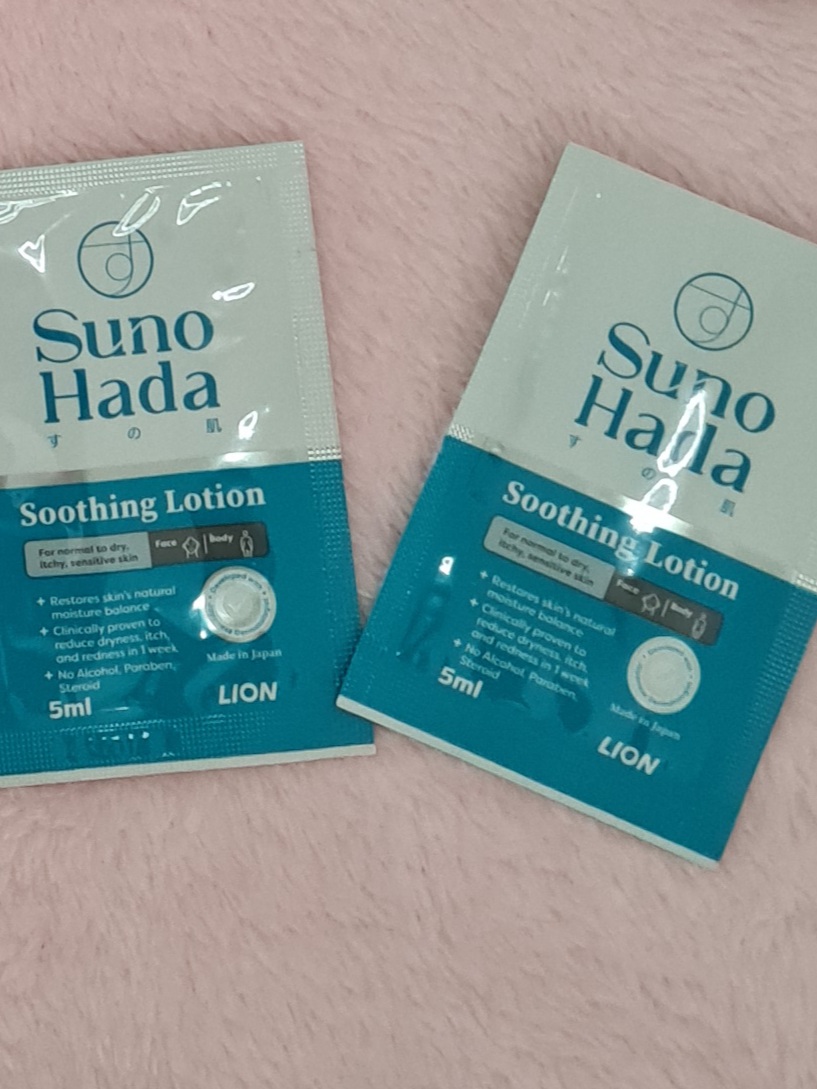 Suno
Hada
すの肌
Soothing Lotion
For normal to dry,
itchy, sensitive skin
Face
Body
+ Restores skin's natural
moisture balance
+ Clinically proven to
reduce dryness, itch,
and redness in 1 week
+ No Alcohol, Paraben,
Steroid
5ml
Developed with
Made in Japan
LION
Suno
Hada
すの肌
Soothing Lotion
For normal to dry,
itchy, sensitive skin
Face
Body
+ Restores skin's natural
moisture balance
+ Clinically proven to
reduce dryness, itch,
and redness in 1 week
+ No Alcohol, Paraben,
Steroid
5ml
Made in Japan
LION